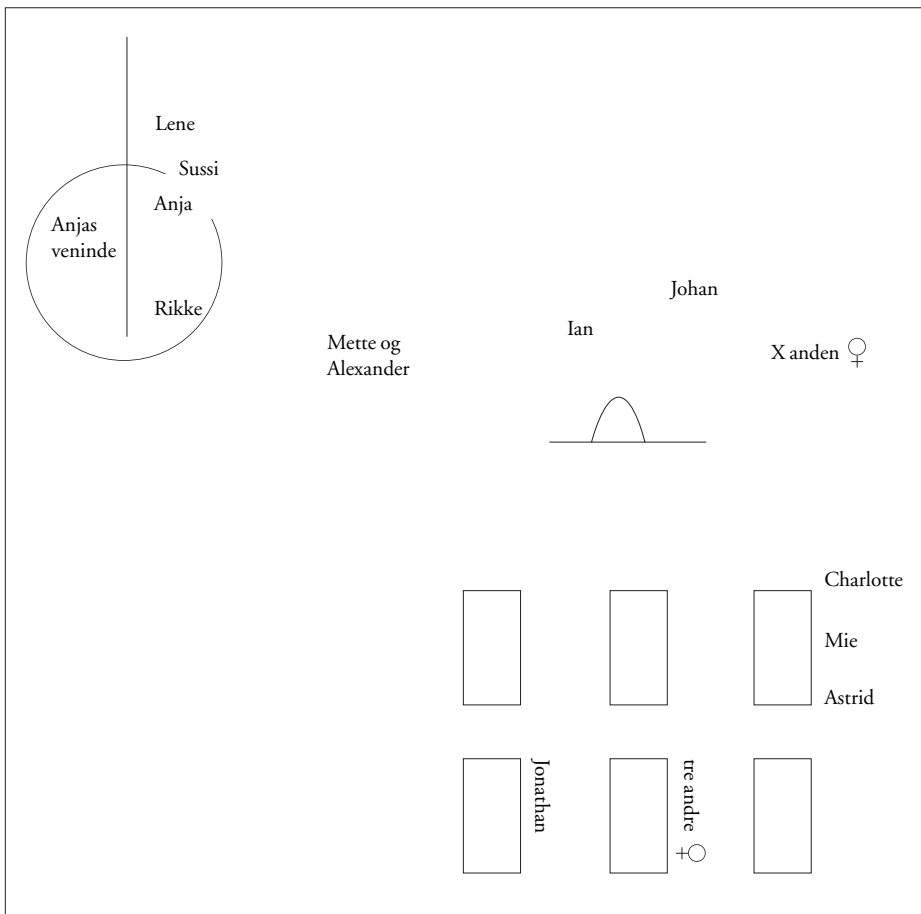 Lene
Sussi
Anja
Anjas
veninde
Rikke
Johan
Ian
Mette og
Alexander
X anden ♀
Charlotte
Mie
Astrid
Jonathan
tre andre ♀